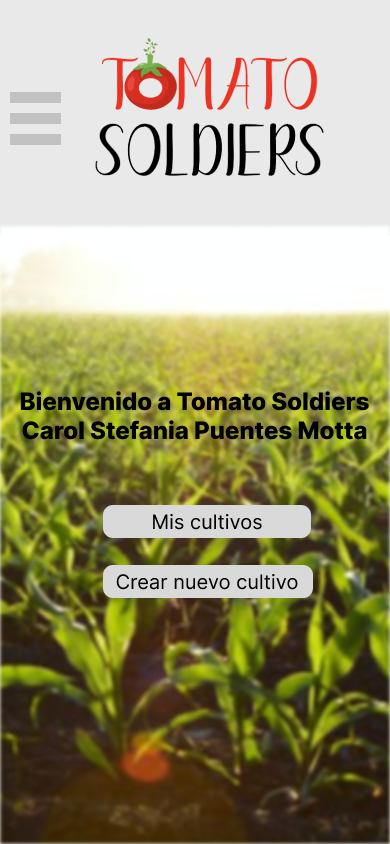 TOMATO
SOLDIERS
Bienvenido a Tomato Soldiers
Carol Stefania Puentes Motta
Mis cultivos
Crear nuevo cultivo